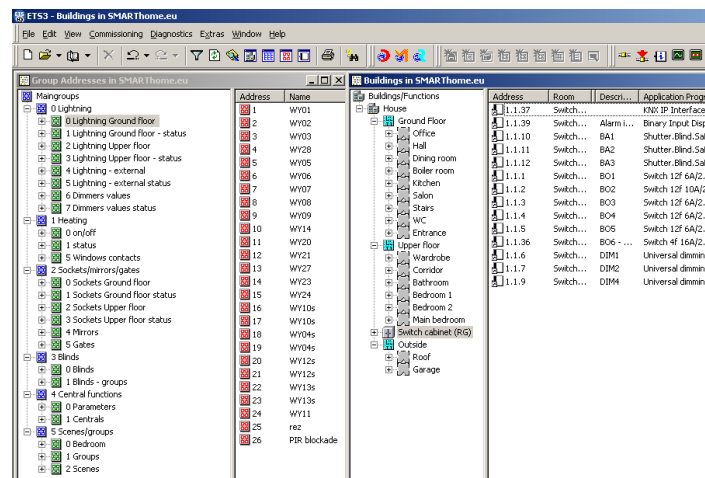 ETS3 - Buildings in SMARThome.eu
File Edit View Commissioning Diagnostics Extras Window Help
Group Addresses in SMARThome.eu
Maingroups
0 Lightning
0 Lightning Ground floor
1 Lightning Ground floor - status
2 Lightning Upper floor
3 Lightning Upper floor - status
4 Lightning - external
5 Lightning - external status
6 Dimmers values
7 Dimmers values status
1 Heating
0 on/off
1 status
5 Windows contacts
2 Sockets/mirrors/gates
0 Sockets Ground floor
1 Sockets Ground floor status
2 Sockets Upper floor
3 Sockets Upper floor status
4 Mirrors
5 Gates
3 Blinds
0 Blinds
1 Blinds - groups
4 Central functions
0 Parameters
1 Centrals
5 Scenes/groups
0 Bedroom
1 Groups
2 Scenes
Address Name
1 WY01
2 WY02
3 WY03
4 WY28
5 WY05
6 WY06
7 WY07
8 WY08
9 WY09
10 WY14
11 WY20
12 WY21
13 WY27
14 WY23
15 WY24
16 WY10s
17 WY10s
18 WY04s
19 WY04s
20 WY12s
21 WY12s
22 WY13s
23 WY13s
24 WY11
25 rez
26 PIR blockade
Buildings in SMARThome.eu
Buildings/Functions
House
Ground Floor
Office
Hall
Dining room
Boiler room
Kitchen
Salon
Stairs
WC
Entrance
Upper floor
Wardrobe
Corridor
Bathroom
Bedroom 1
Bedroom 2
Main bedroom
Switch cabinet (RG)
Outside
Roof
Garage
Address Room Descri... Application Progr
1.1.37 Switch... KNX IP Interface
1.1.39 Switch... Alarm i... Binary Input Disp
1.1.10 Switch... BA1 Shutter.Blind.Sa
1.1.11 Switch... BA2 Shutter.Blind.Sa
1.1.12 Switch... BA3 Shutter.Blind.Sa
1.1.1 Switch... BO1 Switch 12f 6A/2.
1.1.2 Switch... BO2 Switch 12f 10A/2
1.1.3 Switch... BO3 Switch 12f 6A/2.
1.1.4 Switch... BO4 Switch 12f 6A/2.
1.1.5 Switch... BO5 Switch 12f 6A/2.
1.1.36 Switch... BO6 - ... Switch 4f 16A/2.
1.1.6 Switch... DIM1 Universal dimmin
1.1.7 Switch... DIM2 Universal dimmin
1.1.9 Switch... DIM4 Universal dimmin